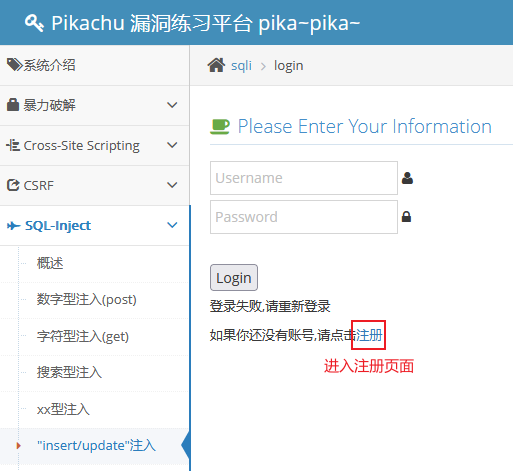 Pikachu 漏洞练习平台 pika~pika~
系统介绍
暴力破解
Cross-Site Scripting
CSRF
SQL-Inject
概述
数字型注入(post)
字符型注入(get)
搜索型注入
xx型注入
"insert/update"注入
sqli > login
Please Enter Your Information
Username
Password
Login
登录失败,请重新登录
如果你还没有账号,请点击注册
进入注册页面